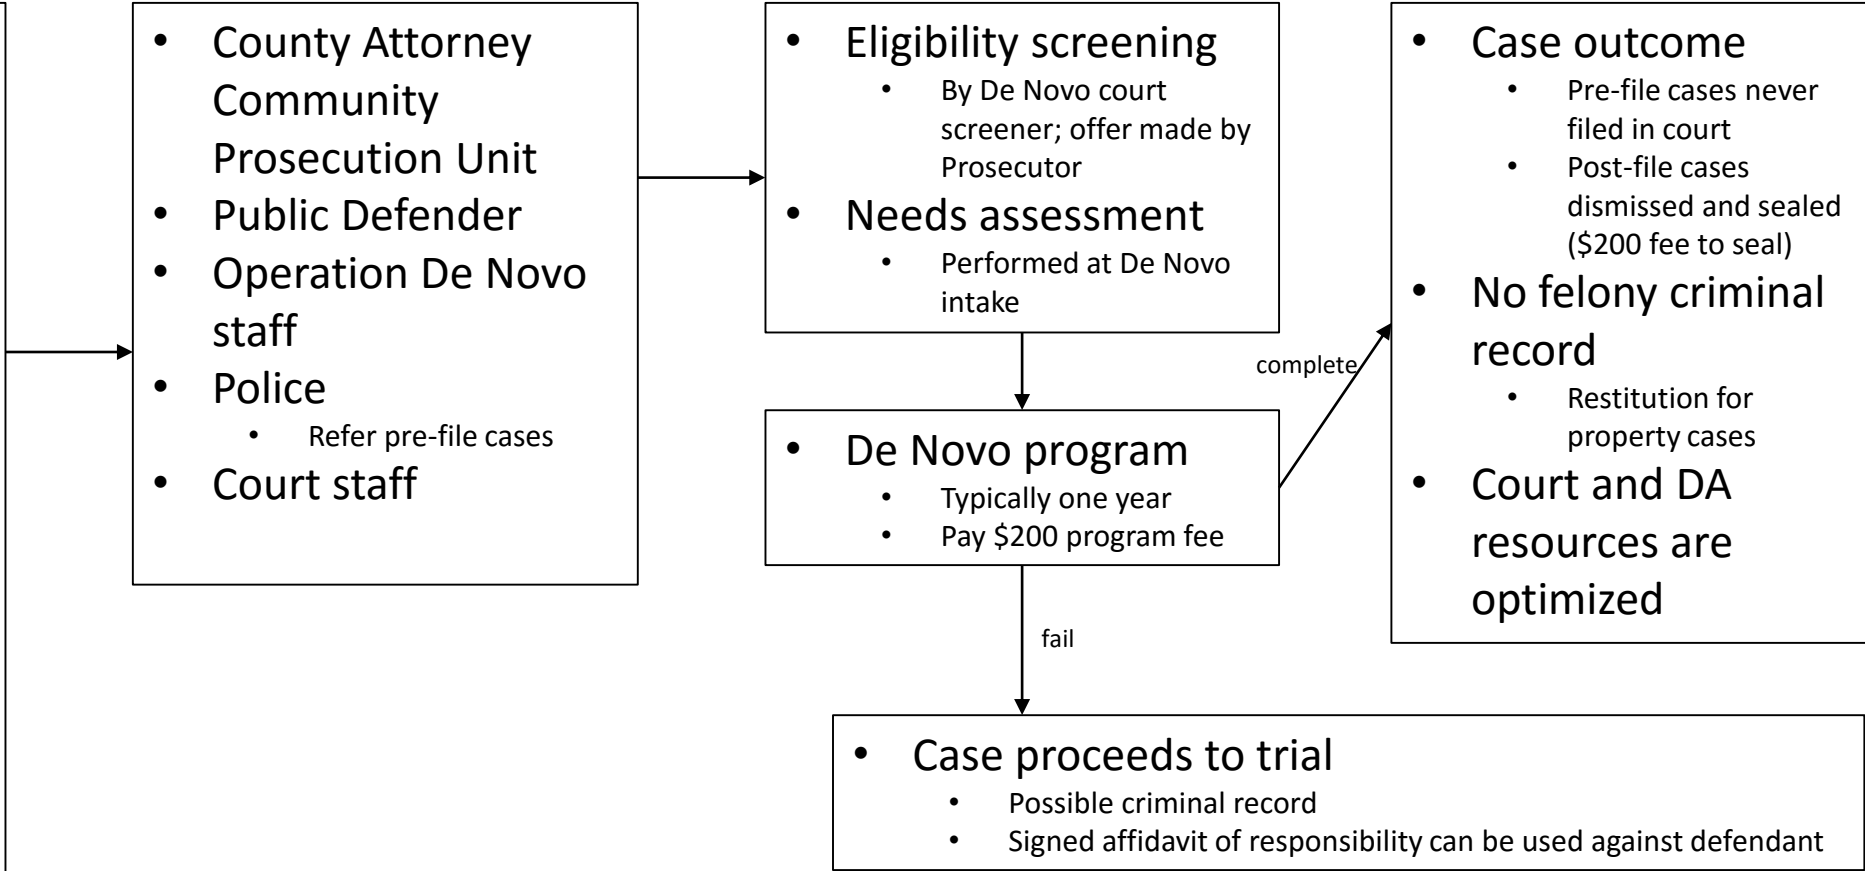 • County Attorney
Community
Prosecution Unit
• Public Defender
• Operation De Novo
staff
• Police
• Refer pre-file cases
• Court staff
• Eligibility screening
• By De Novo court
screener; offer made by
Prosecutor
• Needs assessment
• Performed at De Novo
intake
complete
• De Novo program
• Typically one year
• Pay $200 program fee
fail
• Case outcome
• Pre-file cases never
filed in court
• Post-file cases
dismissed and sealed
($200 fee to seal)
• No felony criminal
record
• Restitution for
property cases
• Court and DA
resources are
optimized
• Case proceeds to trial
• Possible criminal record
• Signed affidavit of responsibility can be used against defendant